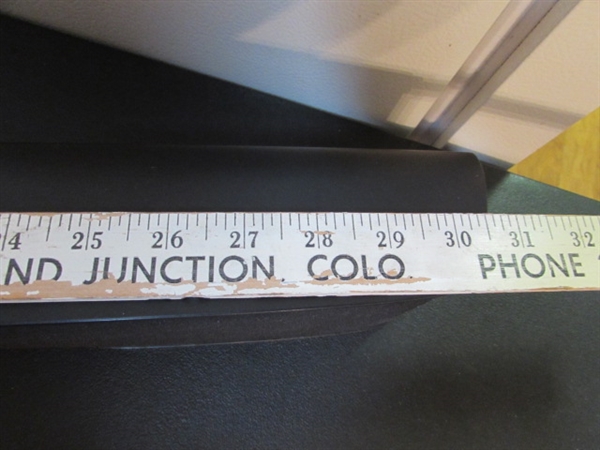 24 25 26 27 28 29 30 31 32
ND JUNCTION. COLO. PHONE